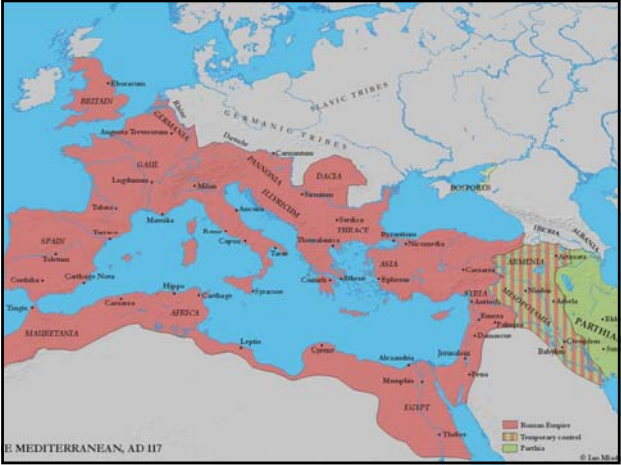 Eburacum
BRITAIN
SLAVIC TRIBES
GERMANIC TRIBES
Rhine
GERMANIA
Augusta Treverorum
Danube
Carnuntum
GAUL
PANNONIA
DACIA
Lugdunum
Milan
ILLYRICUM
Sirmium
BOSPORUS
Tolosa
Ancona
Serdica
IBERIA
ALBANIA
Massilia
Rome
THRACE
Byzantium
Tarraco
Capua
Thessalonica
Nicomedia
SPAIN
Toletum
ARMENIA
Artaxata
ASIA
Caesarea
Corduba
Carthago Nova
Corinth
Athens
Ephesus
Syracuse
Hippo
Carthage
SYRIA
Antioch
Nisibis
Arbela
Tingis
Caesarea
AFRICA
MESOPOTAMIA
PARTHIA
Emesa
Palmyra
MAURETANIA
Damascus
Ctesiphon
Babylon
Leptis
Cyrene
Jerusalem
Alexandria
Petra
Memphis
EGYPT
Thebes
E MEDITERRANEAN, AD 117
Roman Empire
Temporary control
Parthia